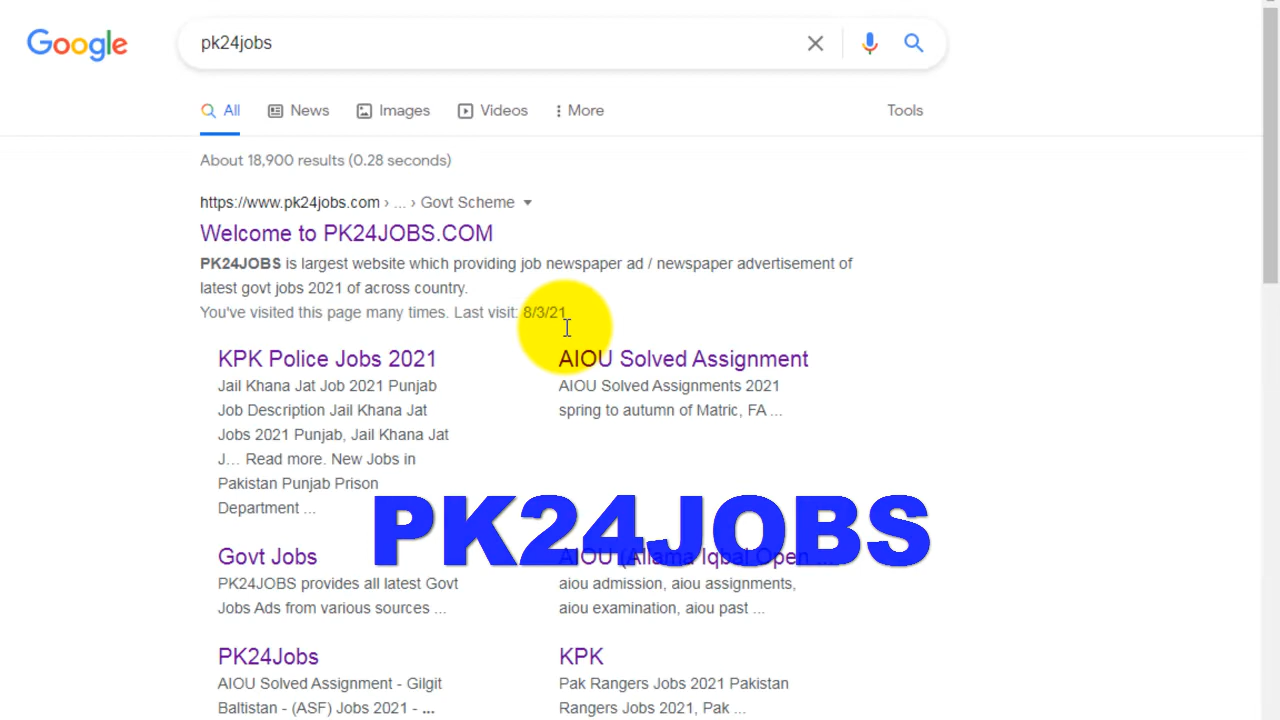 Google
pk24jobs
All News Images Videos More Tools
About 18,900 results (0.28 seconds)
https://www.pk24jobs.com › ... › Govt Scheme
Welcome to PK24JOBS.COM
PK24JOBS is largest website which providing job newspaper ad / newspaper advertisement of
latest govt jobs 2021 of across country.
You've visited this page many times. Last visit: 8/3/21
KPK Police Jobs 2021
Jail Khana Jat Job 2021 Punjab
Job Description Jail Khana Jat
Jobs 2021 Punjab, Jail Khana Jat
J... Read more. New Jobs in
Pakistan Punjab Prison
Department ...
AIOU Solved Assignment
AIOU Solved Assignments 2021
spring to autumn of Matric, FA ...
PK24JOBS
Govt Jobs
PK24JOBS provides all latest Govt
Jobs Ads from various sources ...
AIOU (Allama Iqbal Open ...
aiou admission, aiou assignments,
aiou examination, aiou past ...
PK24Jobs
AIOU Solved Assignment - Gilgit
Baltistan - (ASF) Jobs 2021 - ...
KPK
Pak Rangers Jobs 2021 Pakistan
Rangers Jobs 2021, Pak ...